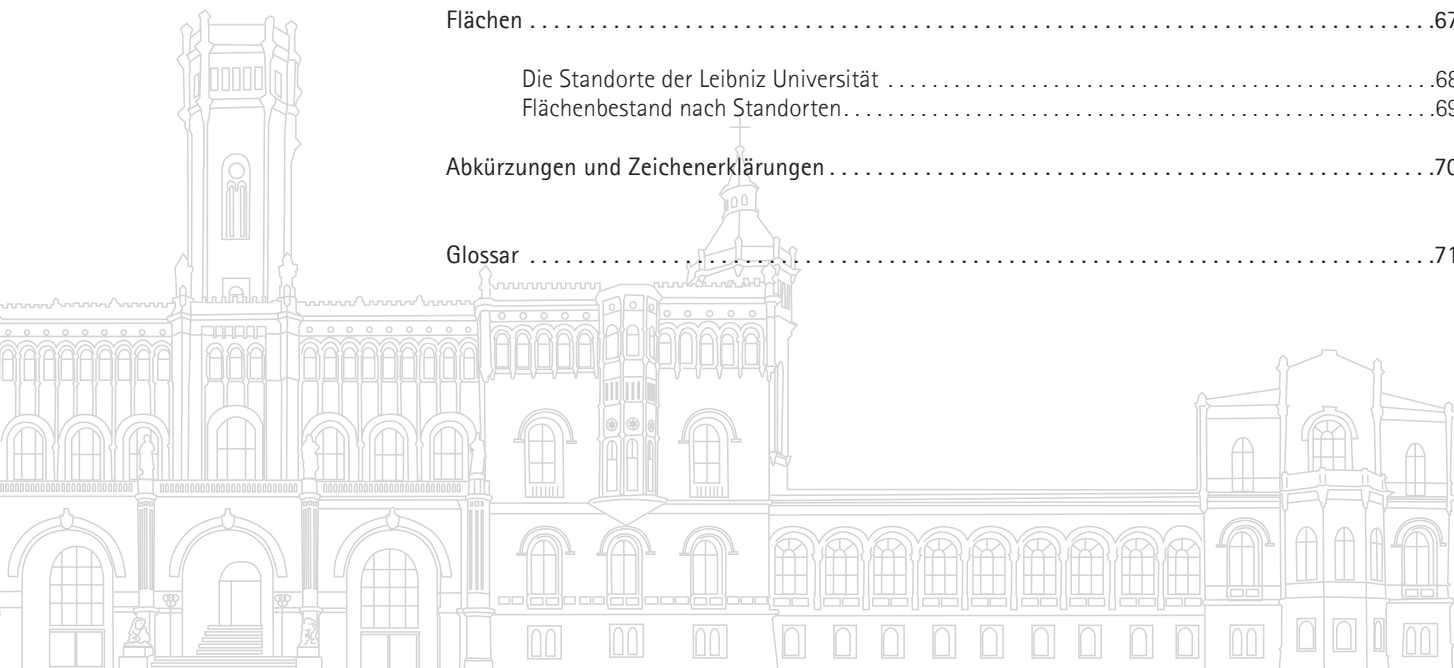 Flächen . . . . . . . . . . . . . . . . . . . . . . . . . . . . . . . . . . . . . . . . . . . . . . . . . . . . . . . . . . . . . . . . . . . . . . . . . . . . .67
Die Standorte der Leibniz Universität . . . . . . . . . . . . . . . . . . . . . . . . . . . . . . . . . . . . . . . . . . . . . .68
Flächenbestand nach Standorten. . . . . . . . . . . . . . . . . . . . . . . . . . . . . . . . . . . . . . . . . . . . . . . . . .69
Abkürzungen und Zeichenerklärungen . . . . . . . . . . . . . . . . . . . . . . . . . . . . . . . . . . . . . . . . . . . . . . . . . . .70
Glossar . . . . . . . . . . . . . . . . . . . . . . . . . . . . . . . . . . . . . . . . . . . . . . . . . . . . . . . . . . . . . . . . . . . . . . . . . . . . .71